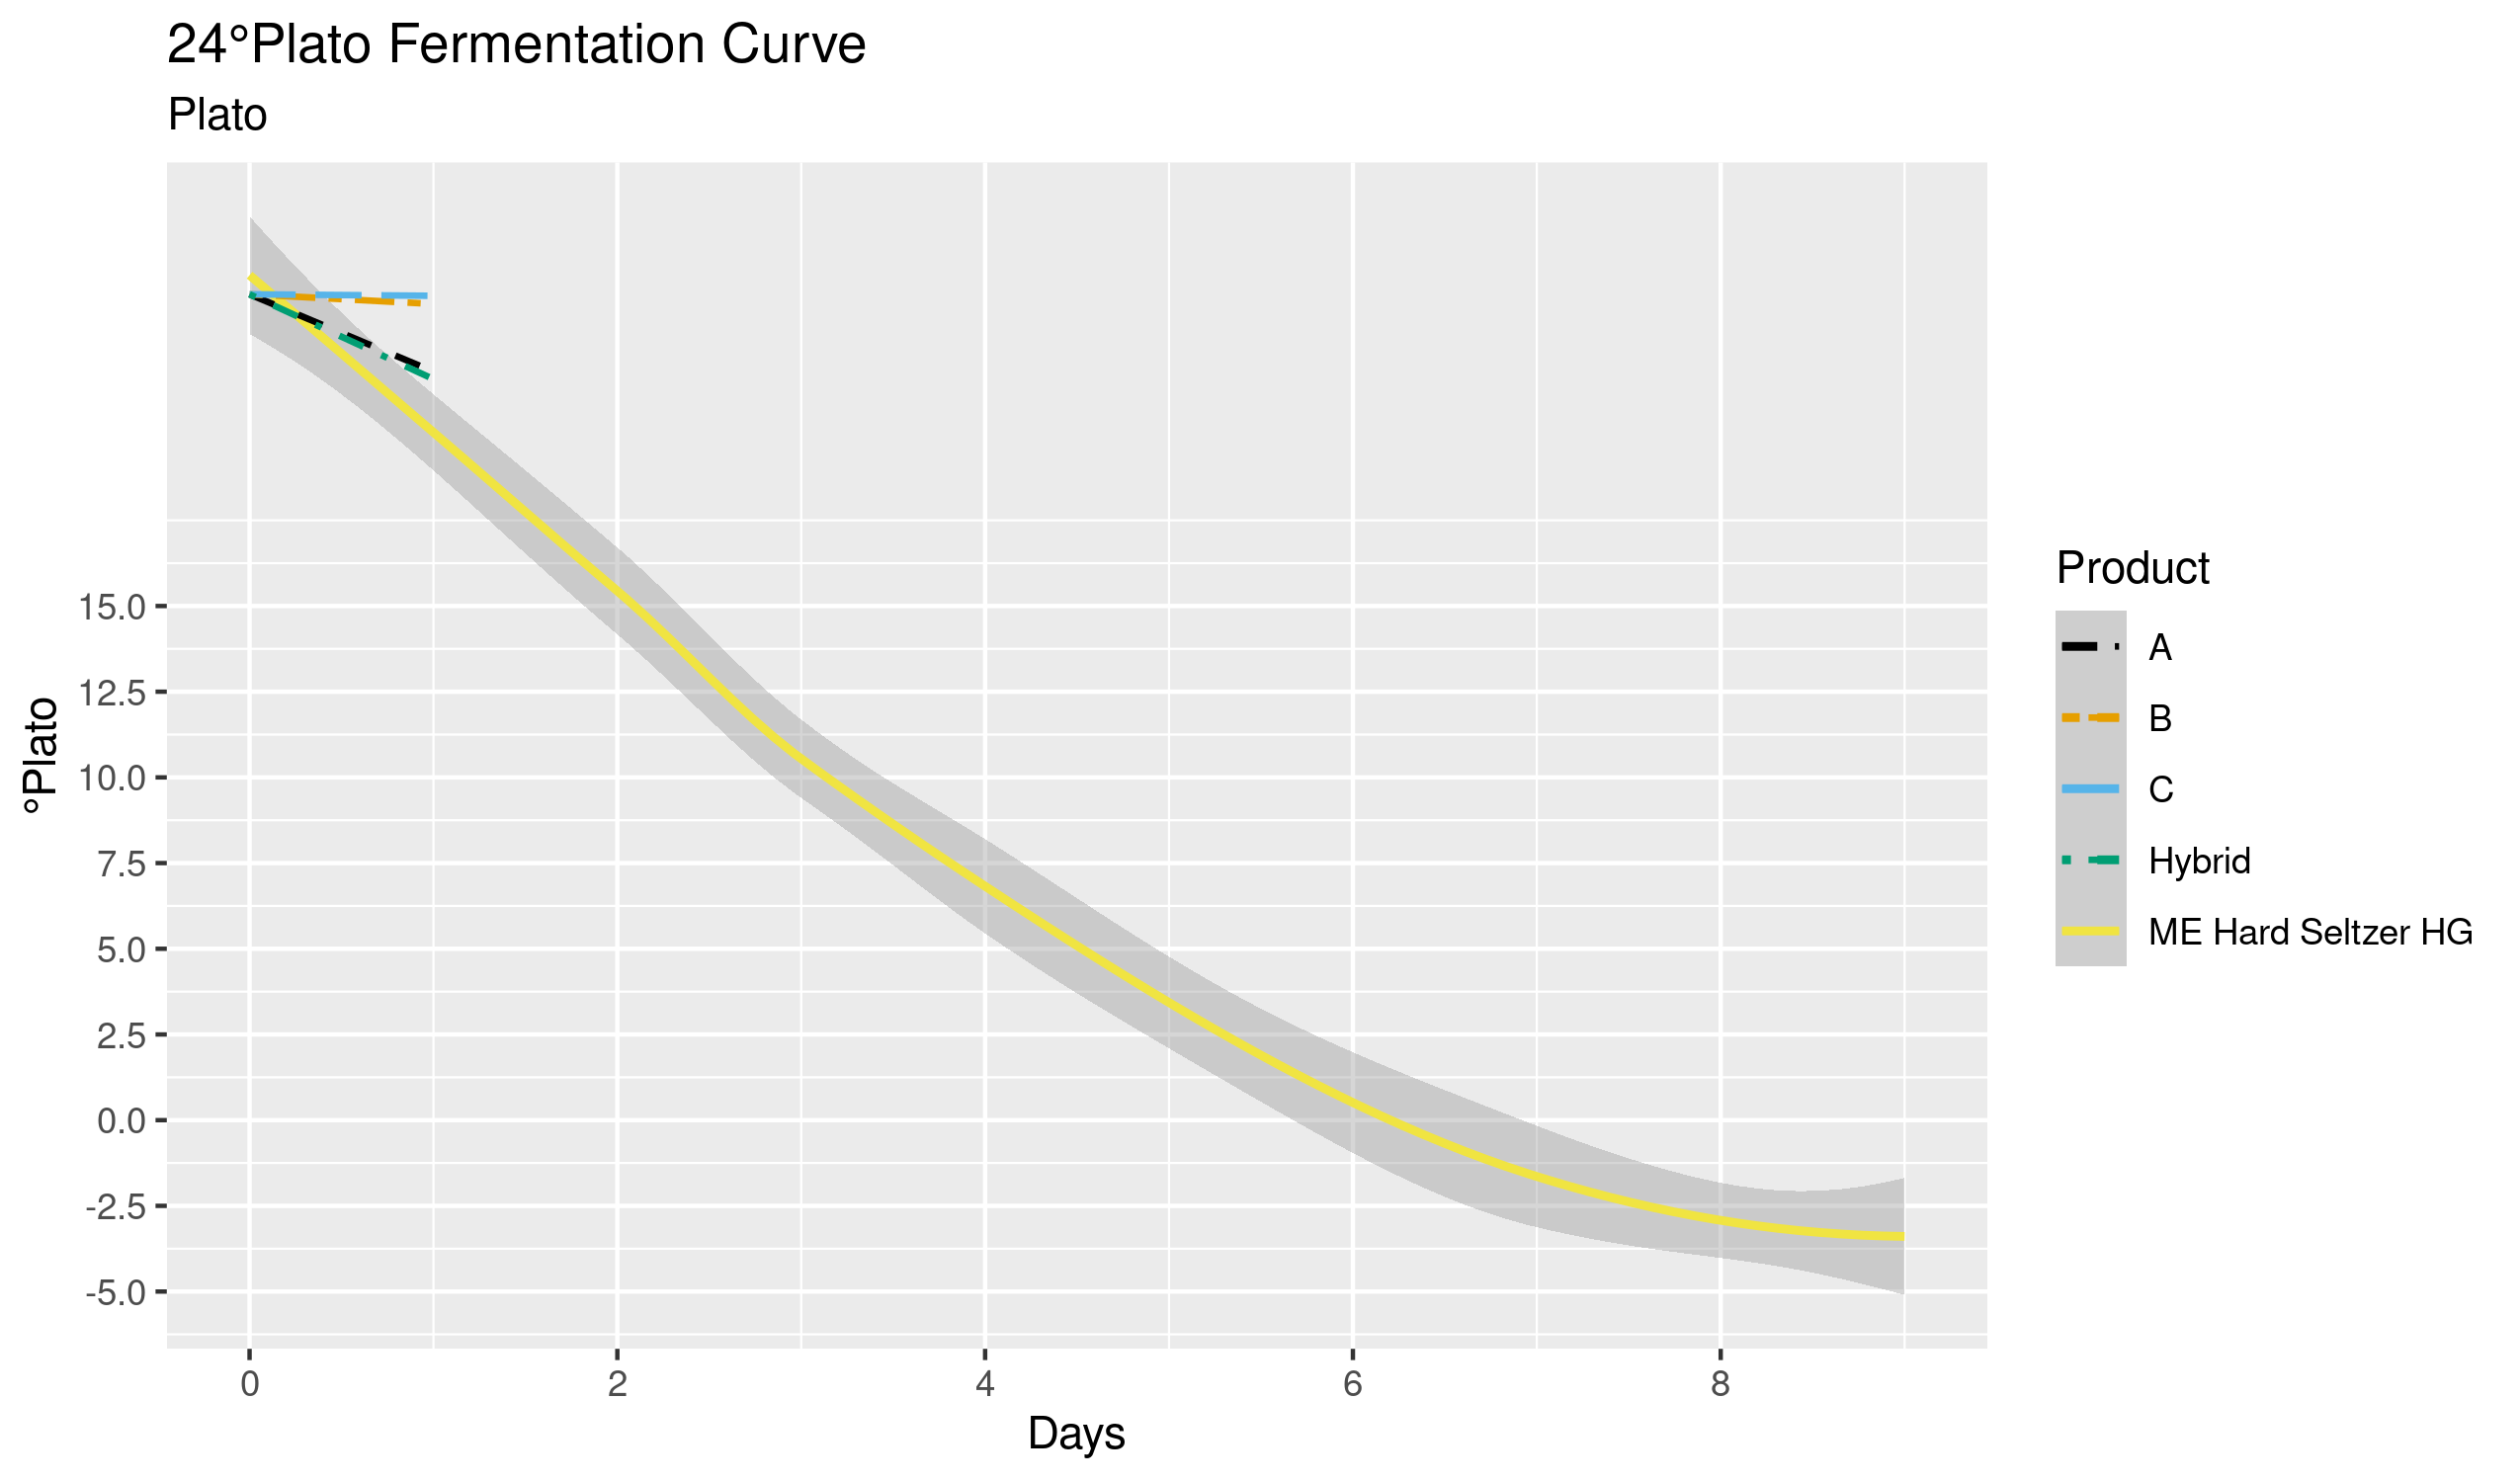 24°Plato Fermentation Curve
Plato
°Plato
15.0
12.5
10.0
7.5
5.0
2.5
0.0
-2.5
-5.0
0 2 4 6 8
Days
Product
A
B
C
Hybrid
ME Hard Seltzer HG